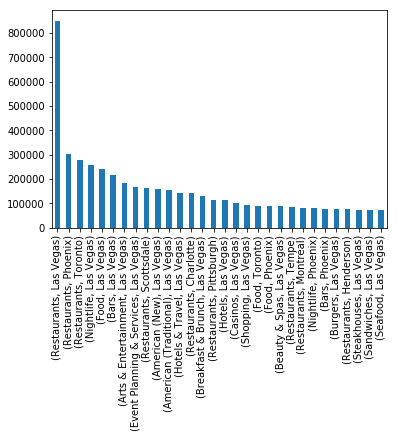 800000
700000
600000
500000
400000
300000
200000
100000
0
(Restaurants, Las Vegas)
(Restaurants, Phoenix)
(Restaurants, Toronto)
(Nightlife, Las Vegas)
(Food, Las Vegas)
(Bars, Las Vegas)
(Arts & Entertainment, Las Vegas)
(Event Planning & Services, Las Vegas)
(Restaurants, Scottsdale)
(American (New), Las Vegas)
(American (Traditional), Las Vegas)
(Hotels & Travel, Las Vegas)
(Restaurants, Charlotte)
(Breakfast & Brunch, Las Vegas)
(Restaurants, Pittsburgh)
(Hotels, Las Vegas)
(Casinos, Las Vegas)
(Shopping, Las Vegas)
(Food, Toronto)
(Food, Phoenix)
(Beauty & Spas, Las Vegas)
(Restaurants, Tempe)
(Restaurants, Montreal)
(Nightlife, Phoenix)
(Bars, Phoenix)
(Burgers, Las Vegas)
(Restaurants, Henderson)
(Steakhouses, Las Vegas)
(Sandwiches, Las Vegas)
(Seafood, Las Vegas)